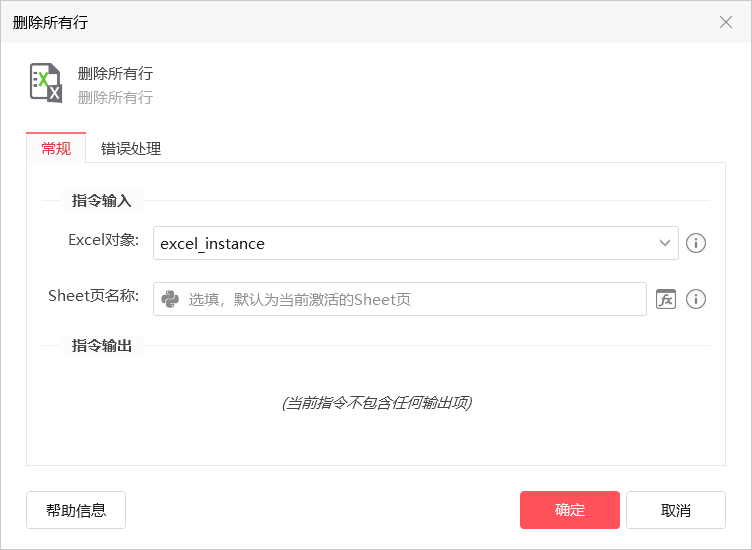 删除所有行
删除所有行
删除所有行
常规 错误处理
指令输入
Excel对象: excel_instance
Sheet页名称: 选填，默认为当前激活的Sheet页 fx
指令输出
(当前指令不包含任何输出项)
帮助信息 确定 取消